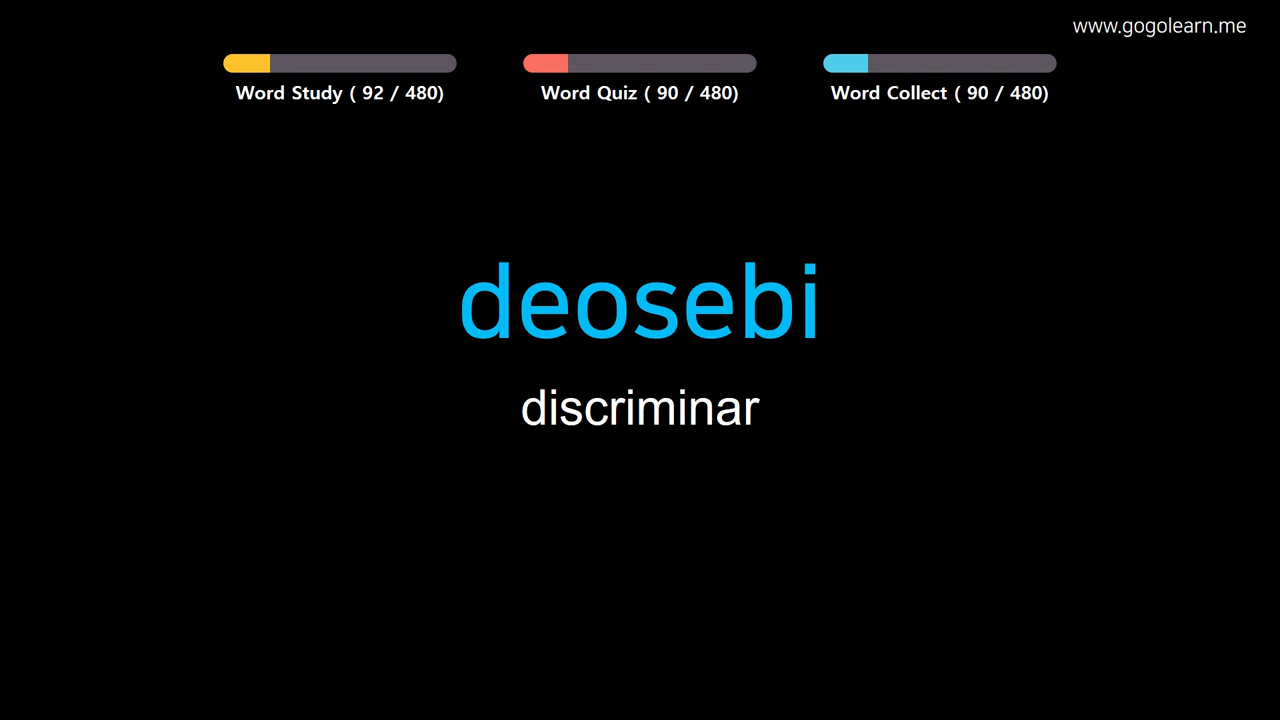 www.gogolearn.me
Word Study ( 92 / 480)
Word Quiz ( 90 / 480)
Word Collect ( 90 / 480)
deosebi
discriminar